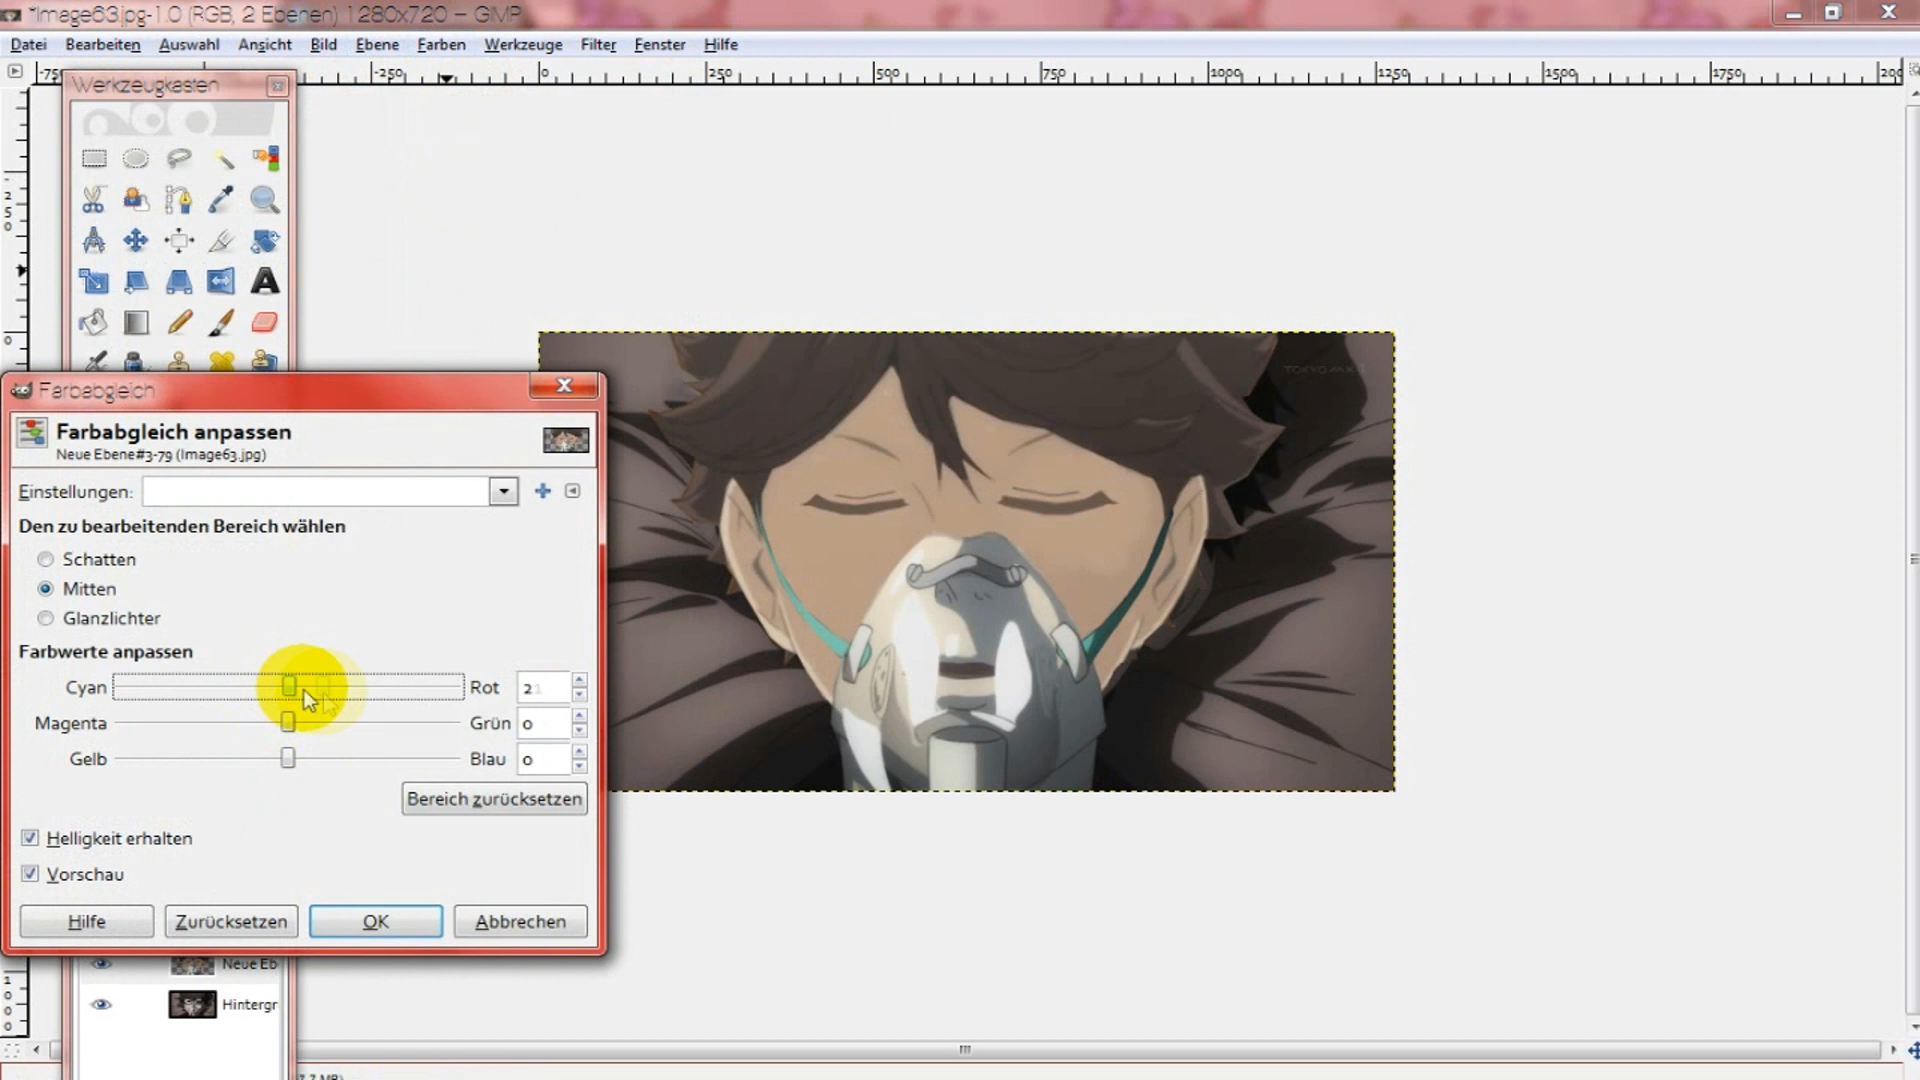 *Image63.jpg-1.0 (RGB, 2 Ebenen) 1280x720 – GIMP
Datei Bearbeiten Auswahl Ansicht Bild Ebene Farben Werkzeuge Filter Fenster Hilfe
-250 0 250 500 750 1000 1250 1500 1750
Werkzeugkasten
TOKYO MX
Farbabgleich
Farbabgleich anpassen
Neue Ebene#3-79 (Image63.jpg)
Einstellungen:
Den zu bearbeitenden Bereich wählen
Schatten
Mitten
Glanzlichter
Farbwerte anpassen
Cyan Rot 21
Magenta Grün 0
Gelb Blau 0
Bereich zurücksetzen
Helligkeit erhalten
Vorschau
Hilfe Zurücksetzen OK Abbrechen
Neue Eb
Hintergr